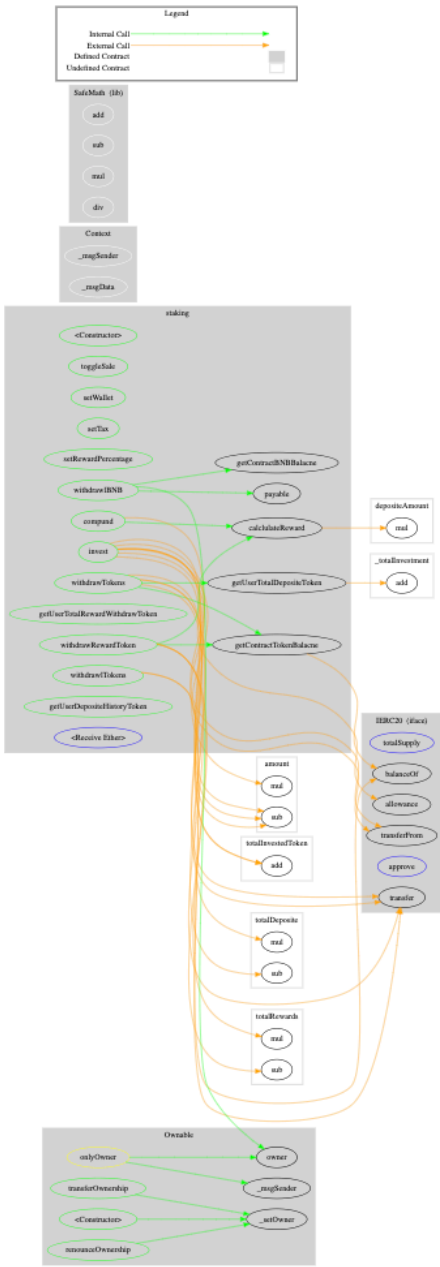 Legend
Internal Call
External Call
Defined Contract
Undefined Contract
SafeMath (lib)
add
sub
mul
div
Context
_msgSender
_msgData
staking
<Constructor>
toggleSale
setWallet
setTax
setRewardPercentage
withdrawlBNB
compund
invest
withdrawTokens
getUserTotalRewardWithdrawToken
withdrawRewardToken
withdrawlTokens
getUserDepositeHistoryToken
<Receive Ether>
getContractBNBBalacne
payable
calclulateReward
getUserTotalDepositeToken
getContractTokenBalacne
depositeAmount
mul
_totalInvestment
add
IERC20 (iface)
totalSupply
balanceOf
allowance
transferFrom
approve
transfer
amount
mul
sub
totalInvestedToken
add
totalDeposite
mul
sub
totalRewards
mul
sub
Ownable
onlyOwner
transferOwnership
<Constructor>
renounceOwnership
owner
_msgSender
_setOwner